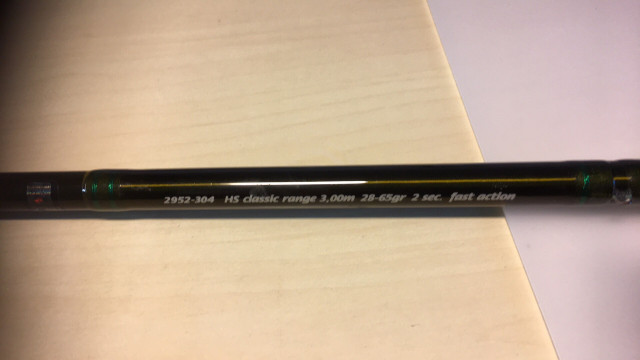 2952-304 HS classic range 3,00m 28-65gr 2 sec. fast action